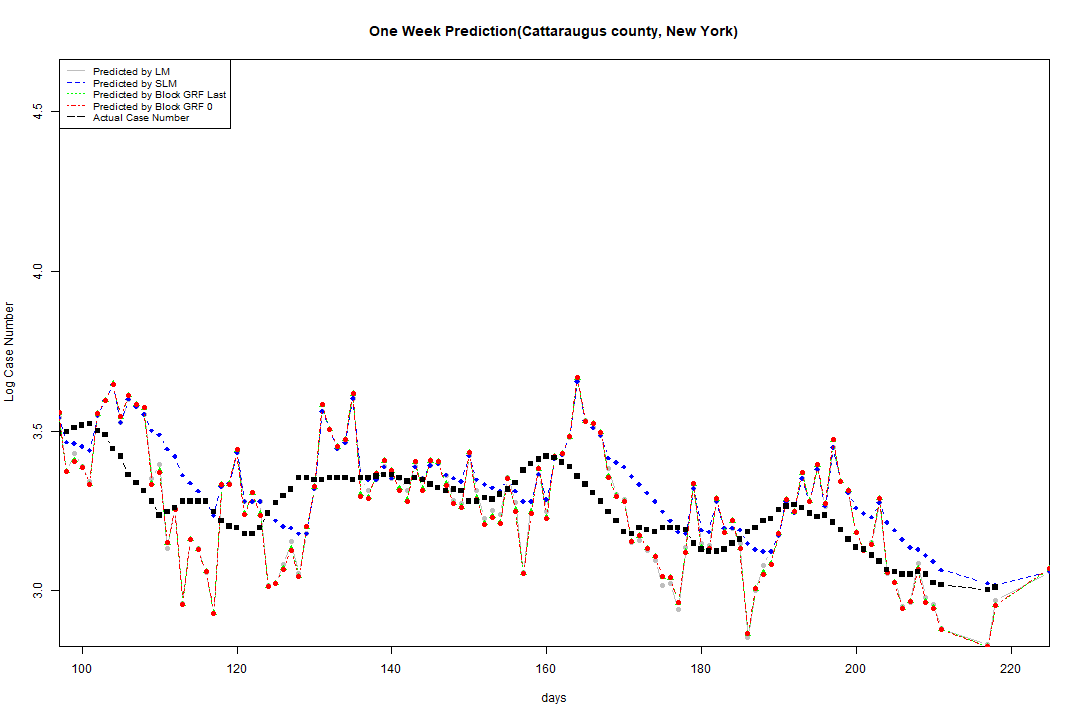 One Week Prediction(Cattaraugus county, New York)
Predicted by LM
Predicted by SLM
Predicted by Block GRF Last
Predicted by Block GRF 0
Actual Case Number
4.5
4.0
3.5
3.0
Log Case Number
100 120 140 160 180 200 220
days